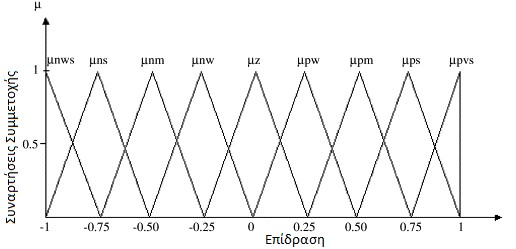 μ
μnws μns μnm μnw μz μpw μpm μps μpvs
1
0.5
Συναρτήσεις Συμμετοχής
-1 -0.75 -0.50 -0.25 0 0.25 0.50 0.75 1
Επίδραση